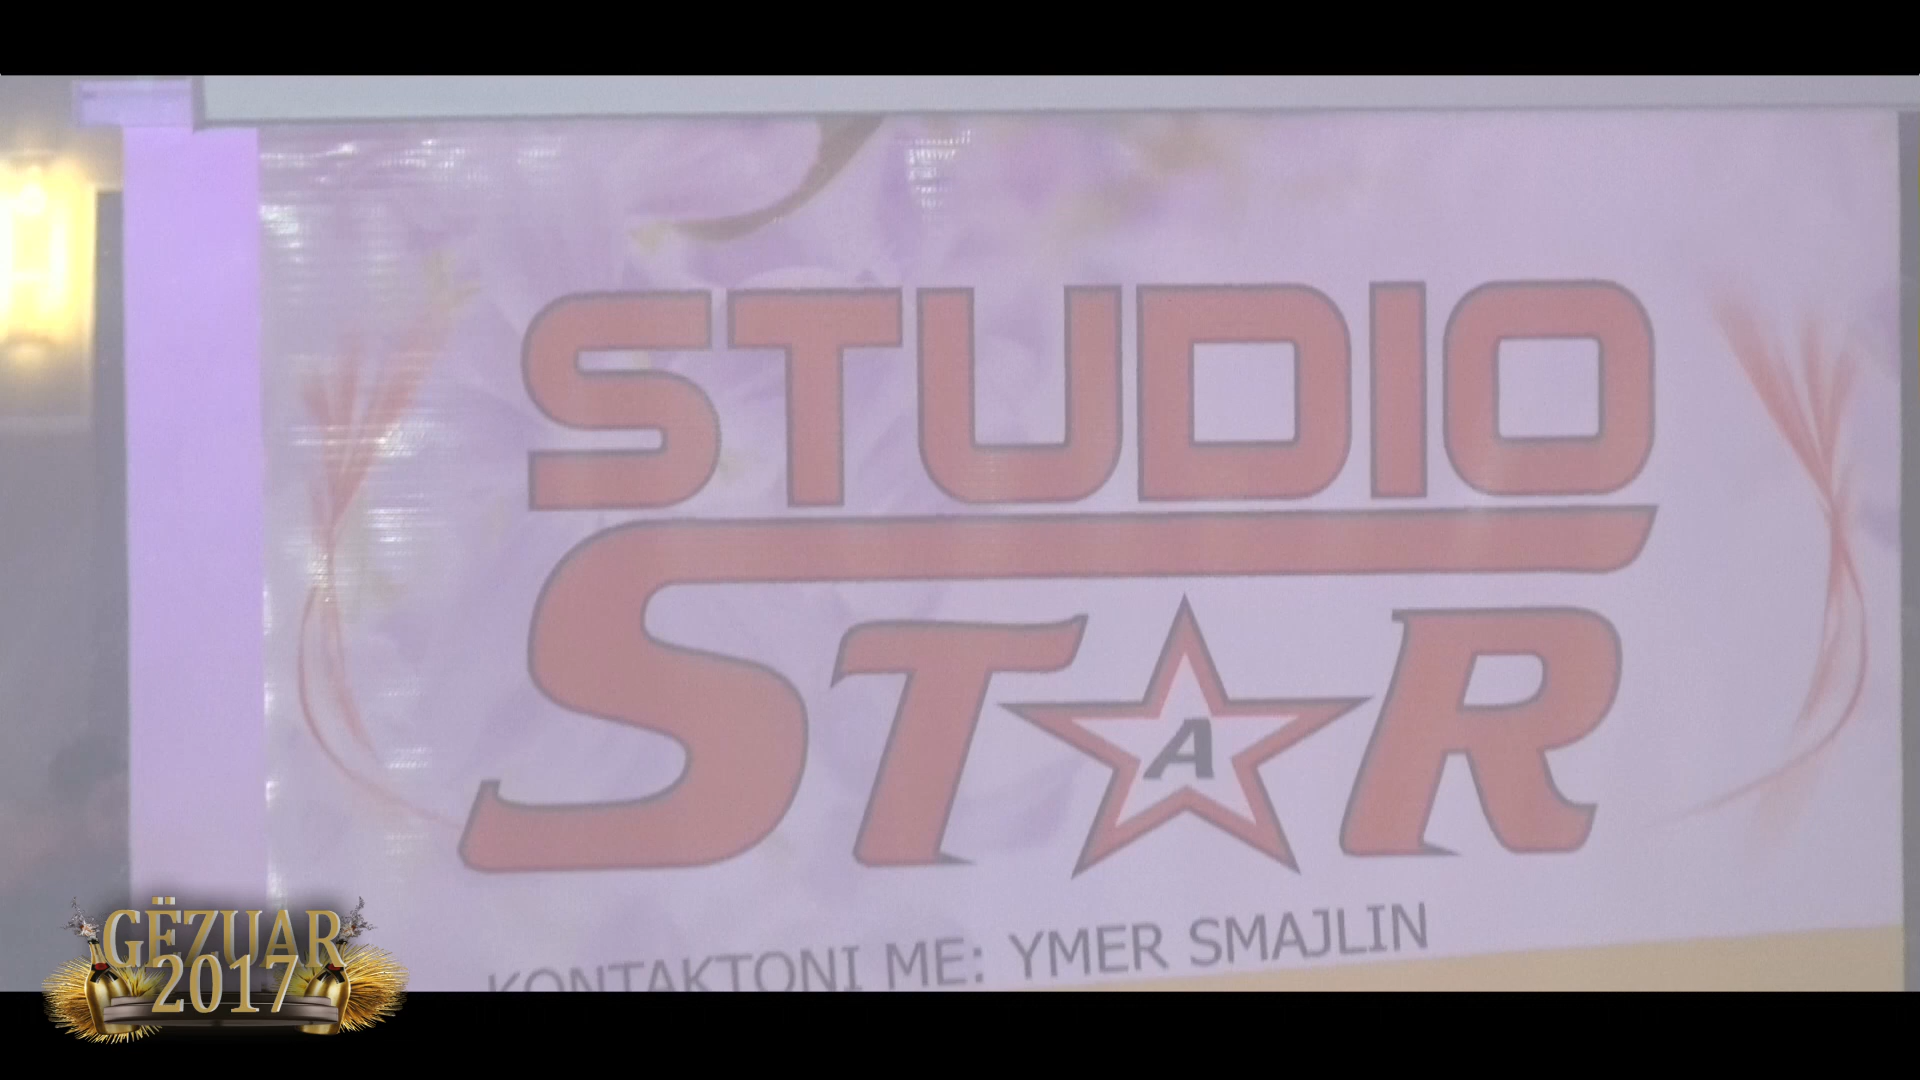 STUDIO
STAR
KONTAKTONI ME: YMER SMAJLIN
GËZUAR
2017